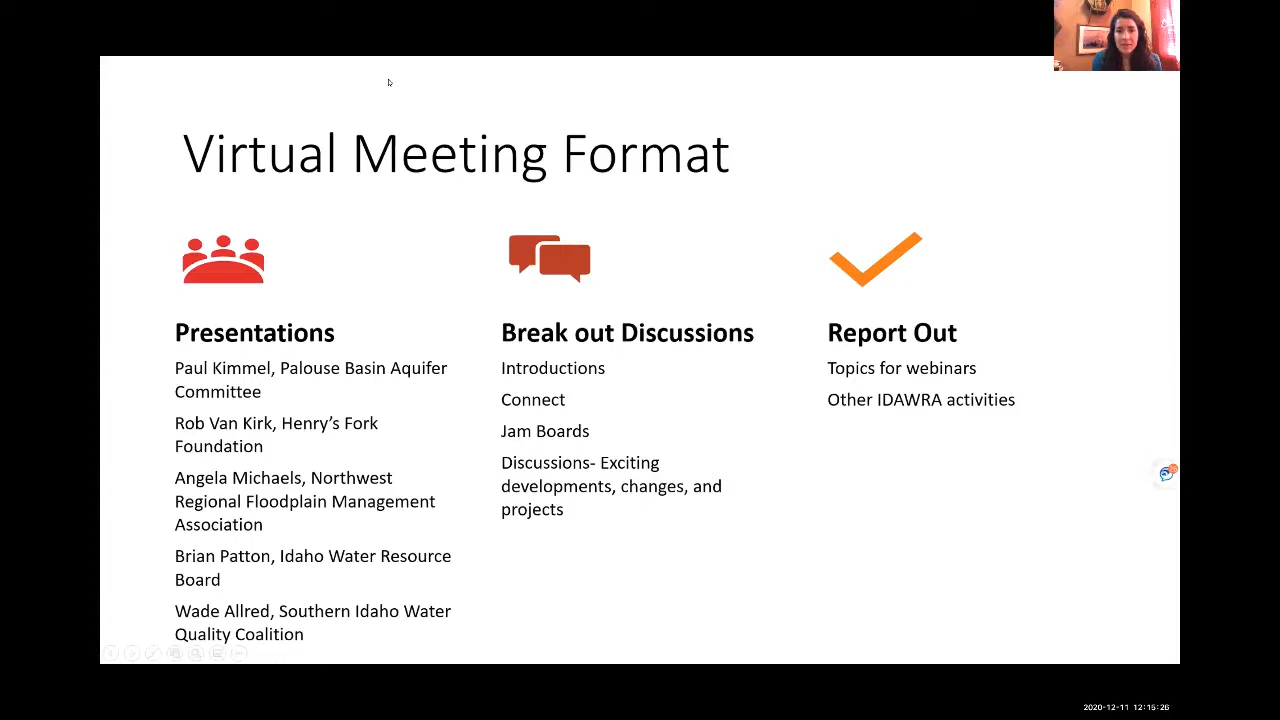 Virtual Meeting Format
Presentations
Paul Kimmel, Palouse Basin Aquifer
Committee
Rob Van Kirk, Henry’s Fork
Foundation
Angela Michaels, Northwest
Regional Floodplain Management
Association
Brian Patton, Idaho Water Resource
Board
Wade Allred, Southern Idaho Water
Quality Coalition
Break out Discussions
Introductions
Connect
Jam Boards
Discussions- Exciting
developments, changes, and
projects
Report Out
Topics for webinars
Other IDAWRA activities
2020-12-11 12:15:26